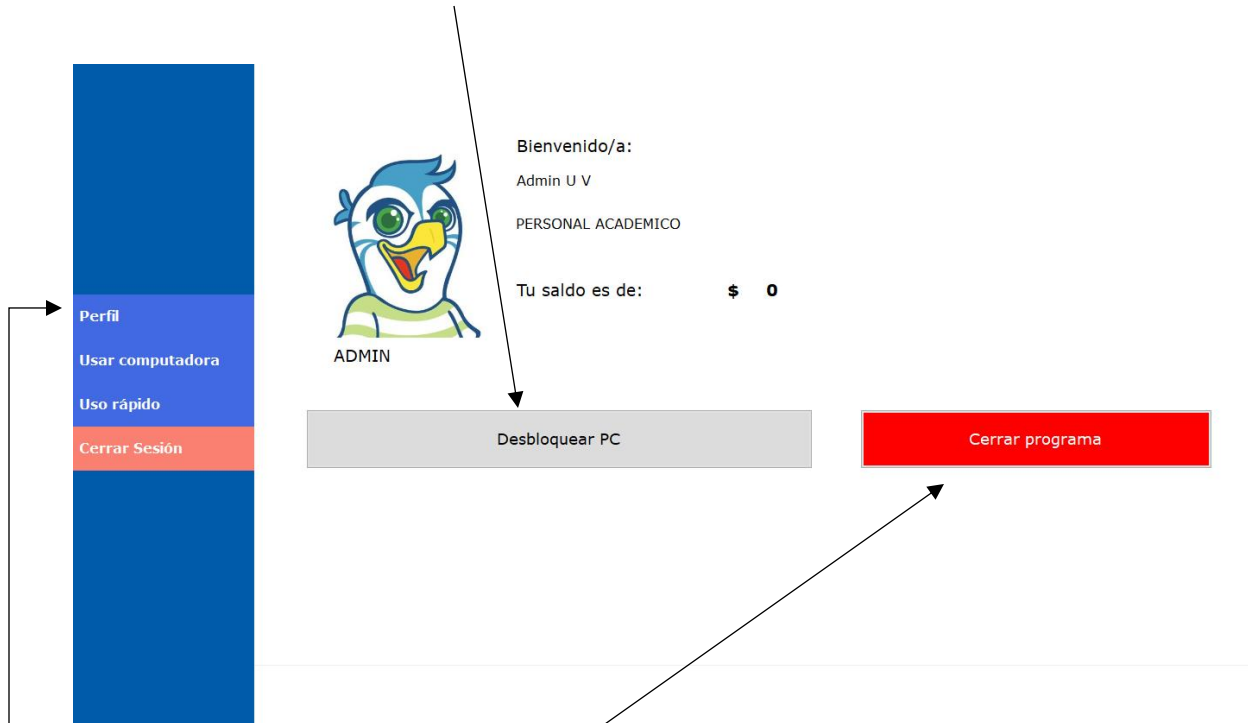 Bienvenido/a:
Admin U V
PERSONAL ACADEMICO
Tu saldo es de: $ 0
ADMIN
Perfil
Usar computadora
Uso rápido
Cerrar Sesión
Desbloquear PC
Cerrar programa